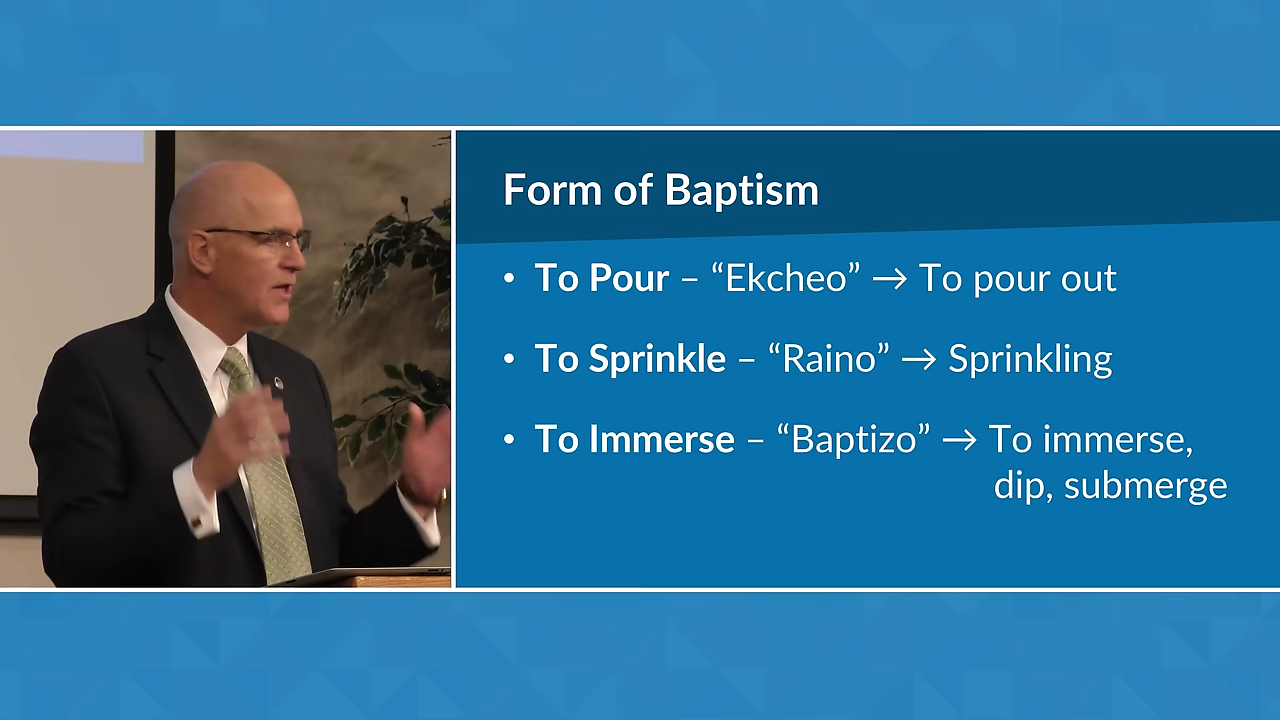 Form of Baptism
• To Pour – “Ekcheo” → To pour out
• To Sprinkle – “Raino” → Sprinkling
• To Immerse – “Baptizo” → To immerse,
dip, submerge